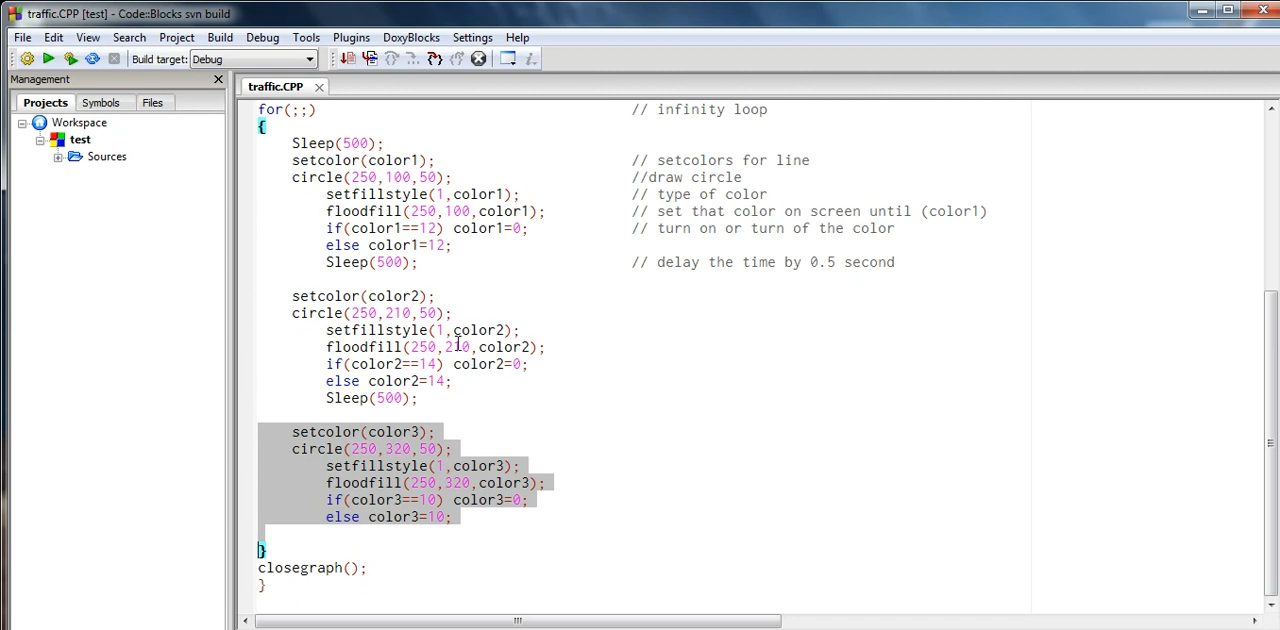 traffic.CPP [test] - Code::Blocks svn build
File Edit View Search Project Build Debug Tools Plugins DoxyBlocks Settings Help
Build target: Debug
Management
traffic.CPP
Projects Symbols Files
Workspace
test
Sources
for(;;) // infinity loop
{
Sleep(500);
setcolor(color1); // setcolors for line
circle(250,100,50); //draw circle
setfillstyle(1,color1); // type of color
floodfill(250,100,color1); // set that color on screen until (color1)
if(color1==12) color1=0; // turn on or turn of the color
else color1=12;
Sleep(500); // delay the time by 0.5 second
setcolor(color2);
circle(250,210,50);
setfillstyle(1,color2);
floodfill(250,210,color2);
if(color2==14) color2=0;
else color2=14;
Sleep(500);
setcolor(color3);
circle(250,320,50);
setfillstyle(1,color3);
floodfill(250,320,color3);
if(color3==10) color3=0;
else color3=10;
}
closegraph();
}